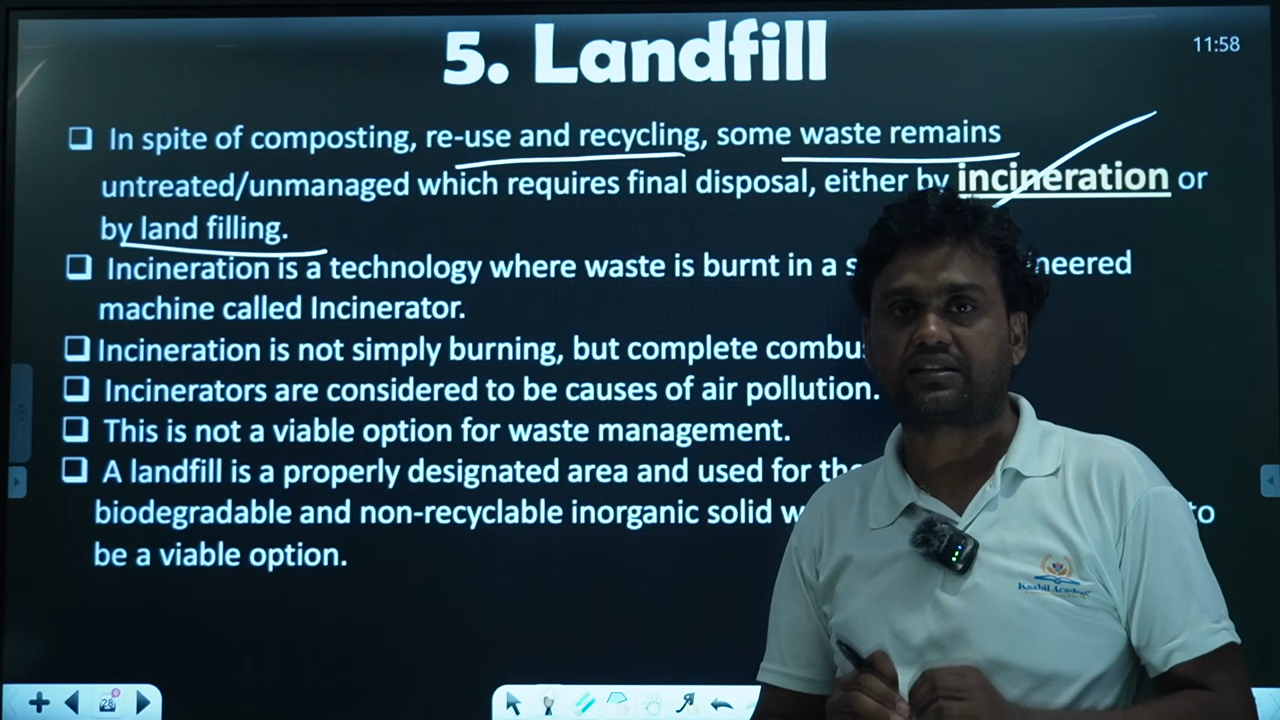 5. Landfill
11:58
In spite of composting, re-use and recycling, some waste remains
untreated/unmanaged which requires final disposal, either by incineration or
by land filling.
Incineration is a technology where waste is burnt in a
machine called Incinerator.
Incineration is not simply burning, but complete
Incinerators are considered to be causes of air pollution.
This is not a viable option for waste management.
A landfill is a properly designated area and used for
biodegradable and non-recyclable inorganic solid to
be a viable option.
28